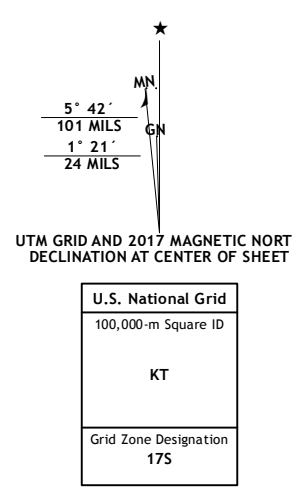 ★
MN
5° 42´
101 MILS
GN
1° 21´
24 MILS
UTM GRID AND 2017 MAGNETIC NORT
DECLINATION AT CENTER OF SHEET
U.S. National Grid
100,000-m Square ID
KT
Grid Zone Designation
17S